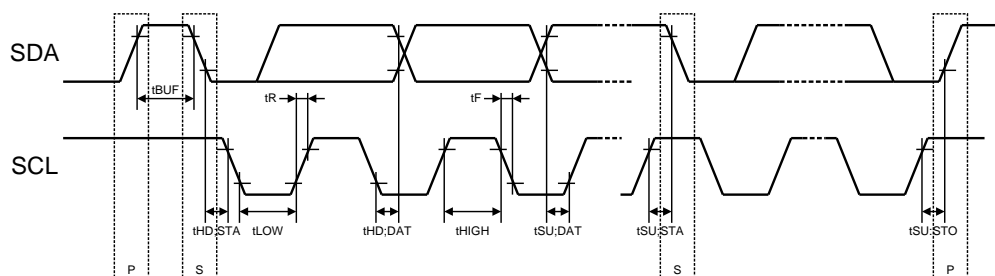 SDA
tBUF
tR
tF
SCL
tHD;STA
tLOW
tHD;DAT
tHIGH
tSU;DAT
tSU;STA
tSU;STO
P
S
S
P